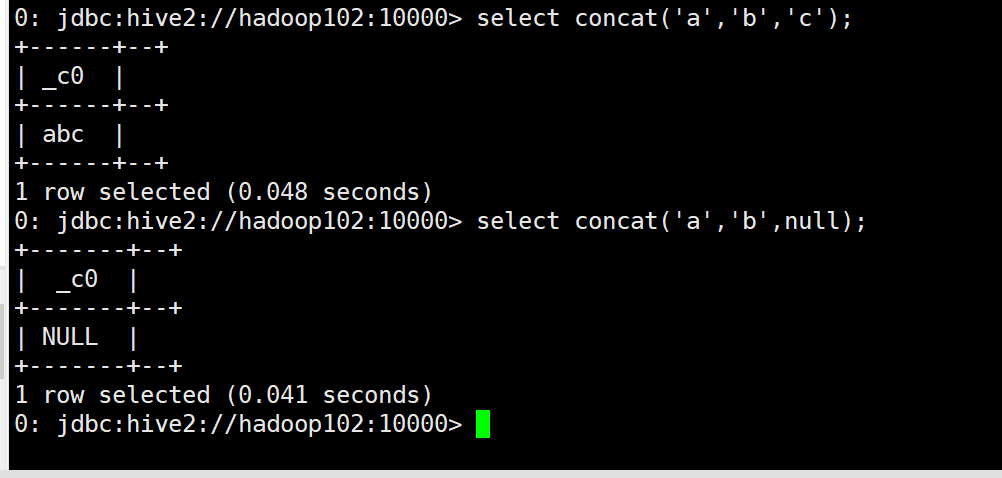 0: jdbc:hive2://hadoop102:10000> select concat('a','b','c');
+------+--+
| _c0  |
+------+--+
| abc  |
+------+--+
1 row selected (0.048 seconds)
0: jdbc:hive2://hadoop102:10000> select concat('a','b',null);
+-------+--+
|  _c0  |
+-------+--+
| NULL  |
+-------+--+
1 row selected (0.041 seconds)
0: jdbc:hive2://hadoop102:10000>